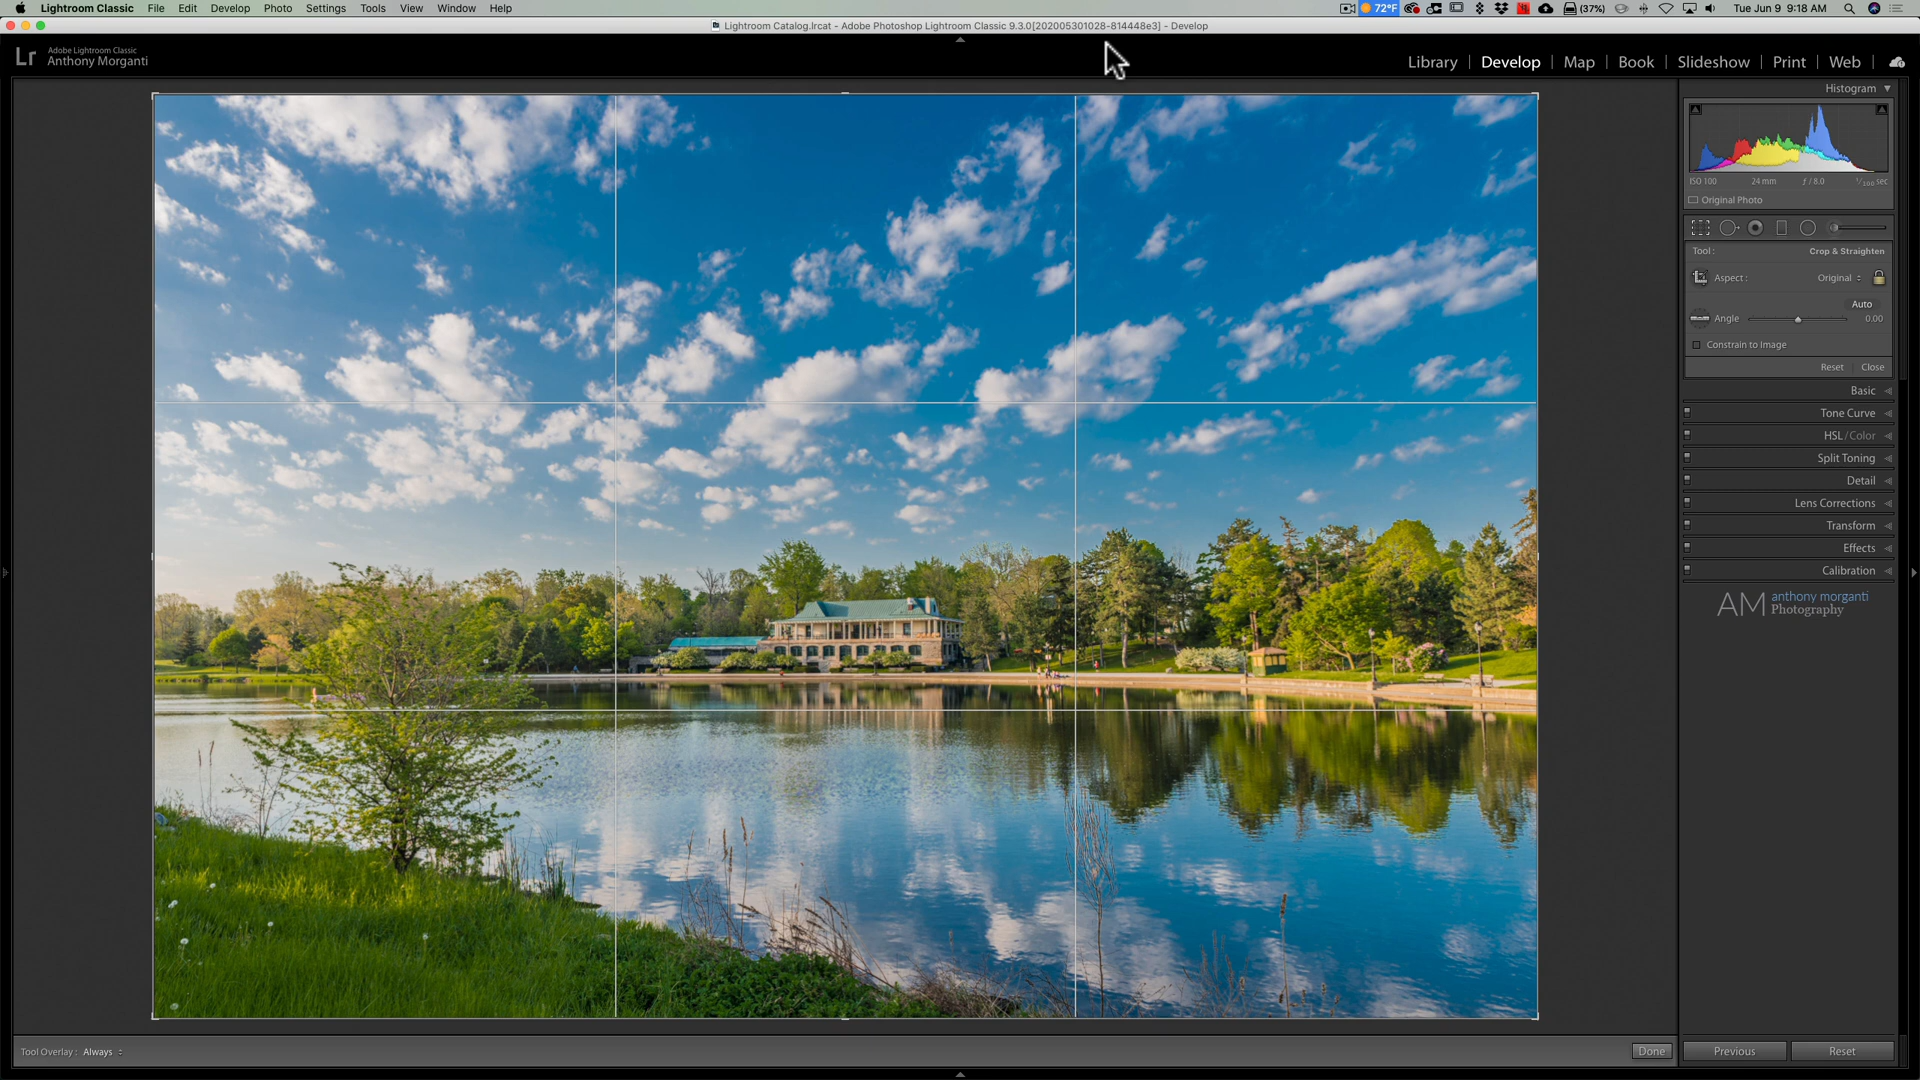 Lightroom Classic File Edit Develop Photo Settings Tools View Window Help 72°F (37%) Tue Jun 9 9:18 AM
Lightroom Catalog.lrcat - Adobe Photoshop Lightroom Classic 9.3.0[202005301028-814448e3] - Develop
Lr Adobe Lightroom Classic
Anthony Morganti
Library | Develop | Map | Book | Slideshow | Print | Web
Histogram
ISO 100 24 mm ƒ / 8.0 1/100 sec
Original Photo
Tool : Crop & Straighten
Aspect : Original
Auto
Angle 0.00
Constrain to Image
Reset Close
Basic
Tone Curve
HSL / Color
Split Toning
Detail
Lens Corrections
Transform
Effects
Calibration
AM anthony morganti
Photography
Tool Overlay : Always Done Previous Reset